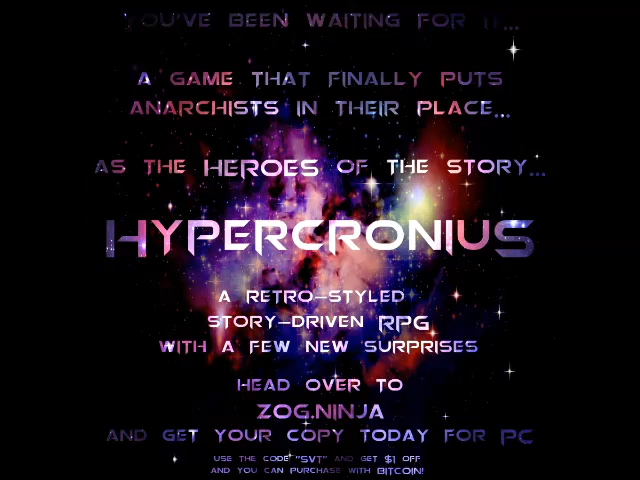 YOU'VE BEEN WAITING FOR IT...
A GAME THAT FINALLY PUTS
ANARCHISTS IN THEIR PLACE...
AS THE HEROES OF THE STORY...
HYPERCRONIUS
A RETRO-STYLED
STORY-DRIVEN RPG
WITH A FEW NEW SURPRISES
HEAD OVER TO
ZOG.NINJA
AND GET YOUR COPY TODAY FOR PC
USE THE CODE "SVT" AND GET $1 OFF
AND YOU CAN PURCHASE WITH BITCOIN!